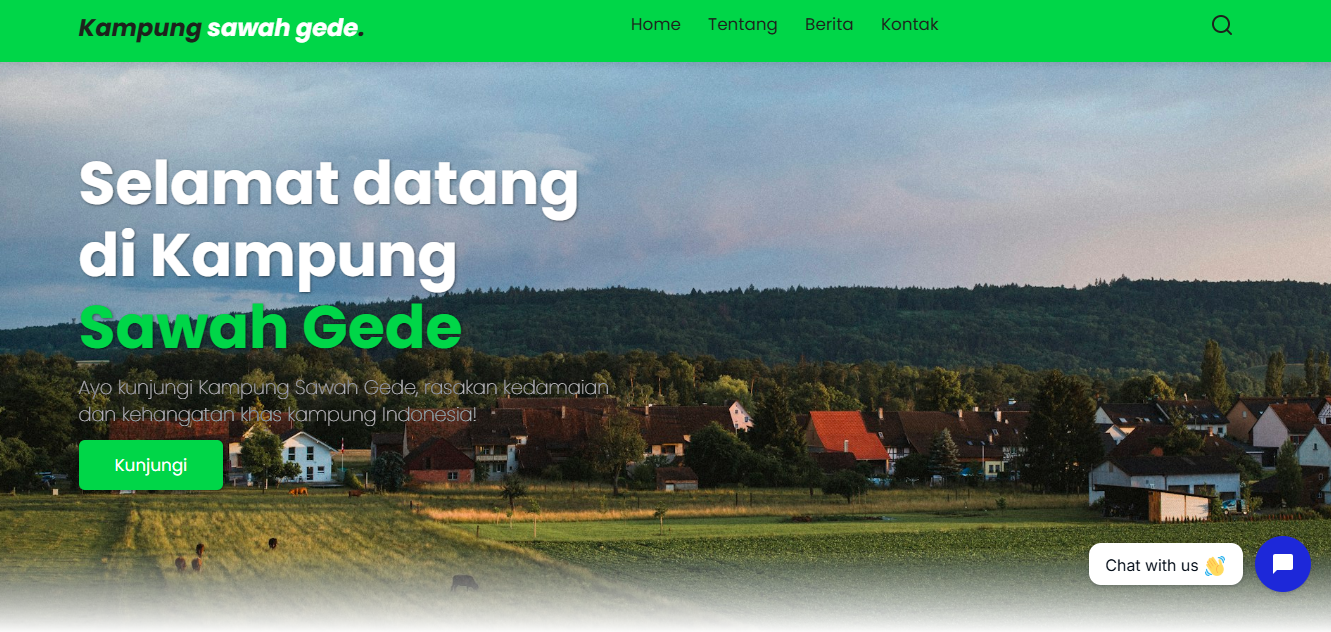 Kampung sawah gede.
Home Tentang Berita Kontak
Selamat datang
di Kampung
Sawah Gede
Ayo kunjungi Kampung Sawah Gede, rasakan kedamaian
dan kehangatan khas kampung Indonesia!
Kunjungi
Chat with us 👋